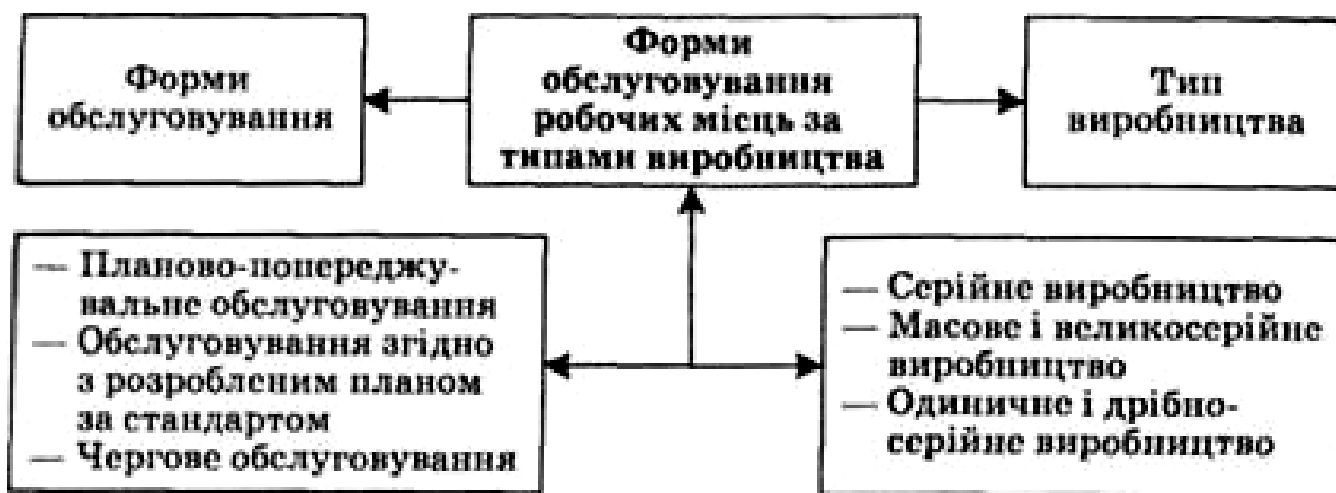 Форми
обслуговування
Форми
обслуговування
робочих місць за
типами виробництва
Тип
виробництва
— Планово-попереджу-
вальне обслуговування
— Обслуговування згідно
з розробленим планом
за стандартом
— Чергове обслуговування
— Серійне виробництво
— Масове і великосерійне
виробництво
— Одиничне і дрібно-
серійне виробництво